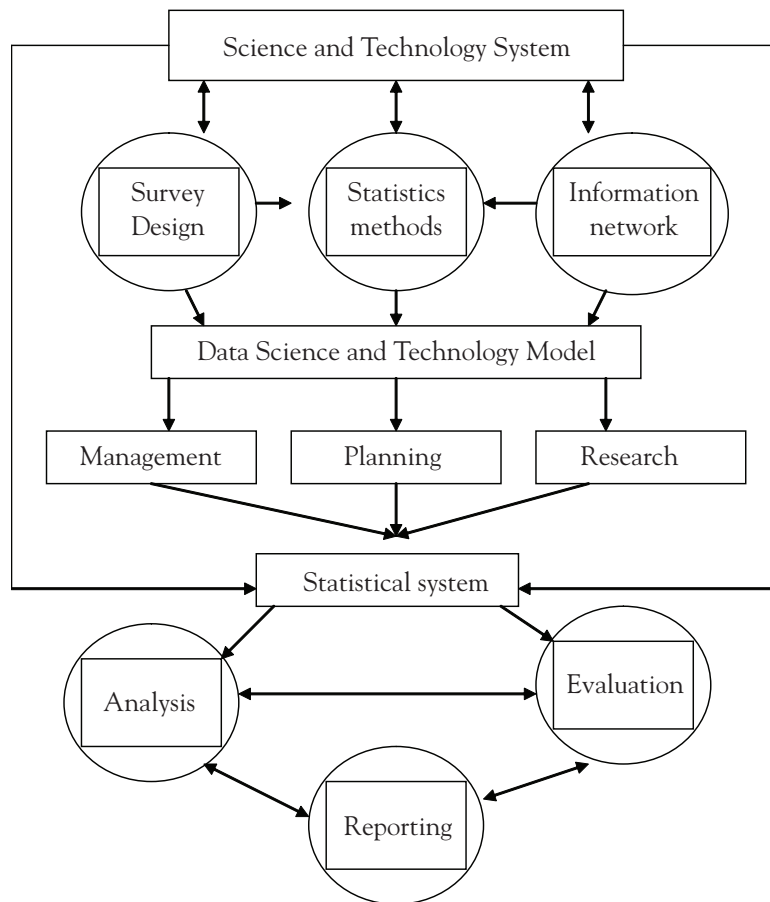 Science and Technology System
Survey
Design
Statistics
methods
Information
network
Data Science and Technology Model
Management
Planning
Research
Statistical system
Analysis
Evaluation
Reporting